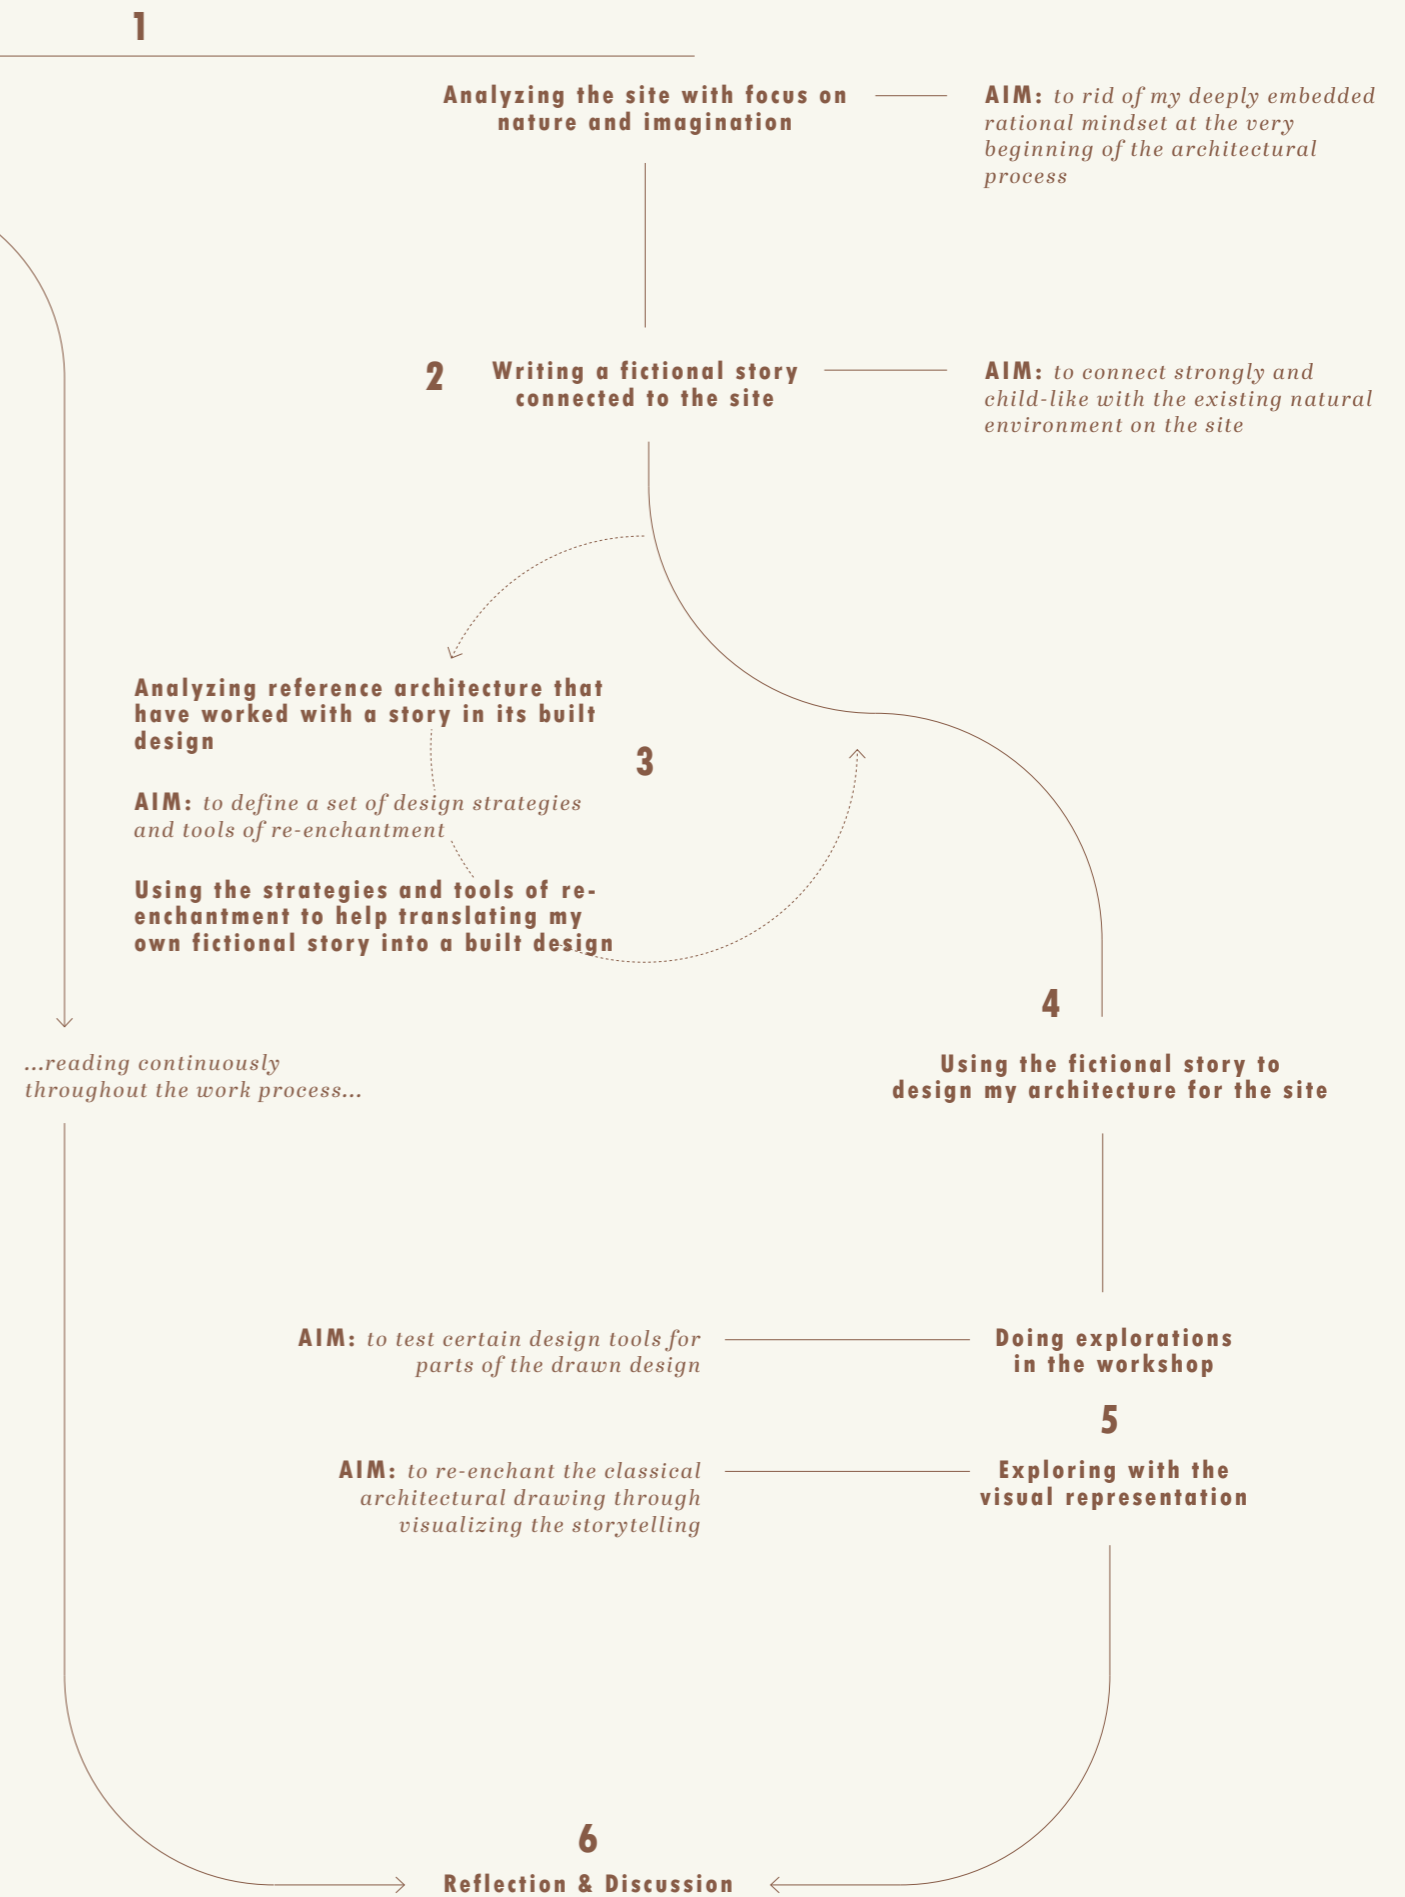 1
Analyzing the site with focus on
nature and imagination
AIM: to rid of my deeply embedded
rational mindset at the very
beginning of the architectural
process
2
Writing a fictional story
connected to the site
AIM: to connect strongly and
child-like with the existing natural
environment on the site
Analyzing reference architecture that
have worked with a story in its built
design
3
AIM: to define a set of design strategies
and tools of re-enchantment
Using the strategies and tools of re-
enchantment to help translating my
own fictional story into a built design
4
...reading continuously
throughout the work process...
Using the fictional story to
design my architecture for the site
AIM: to test certain design tools for
parts of the drawn design
Doing explorations
in the workshop
5
AIM: to re-enchant the classical
architectural drawing through
visualizing the storytelling
Exploring with the
visual representation
6
Reflection & Discussion